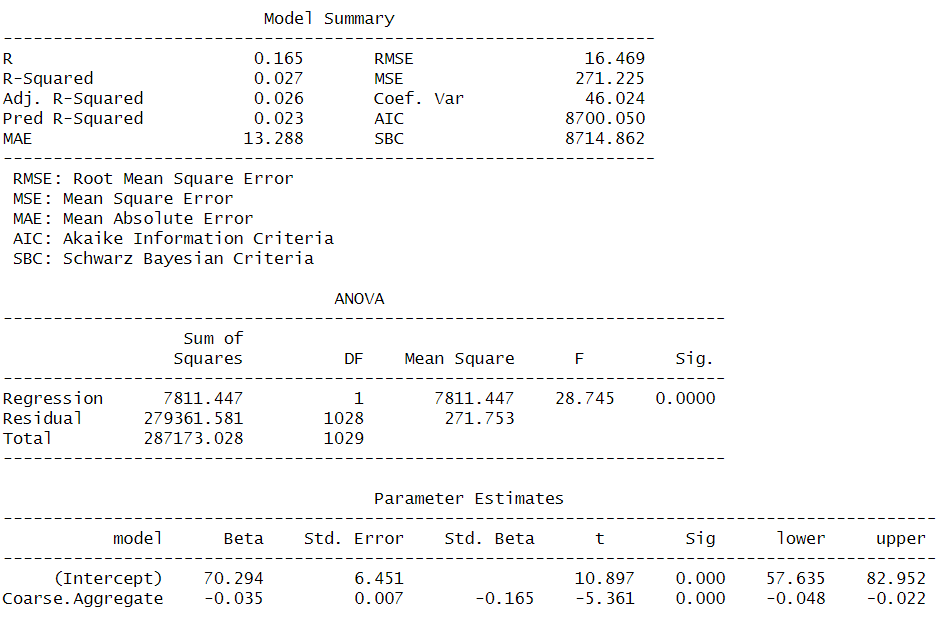 Model Summary
-----------------------------------------------------------------
R                       0.165       RMSE                 16.469
R-Squared               0.027       MSE                 271.225
Adj. R-Squared          0.026       Coef. Var            46.024
Pred R-Squared          0.023       AIC                8700.050
MAE                    13.288       SBC                8714.862
-----------------------------------------------------------------
RMSE: Root Mean Square Error
MSE: Mean Square Error
MAE: Mean Absolute Error
AIC: Akaike Information Criteria
SBC: Schwarz Bayesian Criteria
ANOVA
------------------------------------------------------------------------
Sum of
Squares          DF    Mean Square      F         Sig.
------------------------------------------------------------------------
Regression      7811.447           1       7811.447    28.745    0.0000
Residual      279361.581        1028        271.753
Total         287173.028        1029
------------------------------------------------------------------------
Parameter Estimates
---------------------------------------------------------------------------------------------
model      Beta    Std. Error    Std. Beta      t        Sig      lower     upper
---------------------------------------------------------------------------------------------
(Intercept)    70.294         6.451                 10.897    0.000    57.635    82.952
Coarse.Aggregate    -0.035         0.007       -0.165    -5.361    0.000    -0.048    -0.022